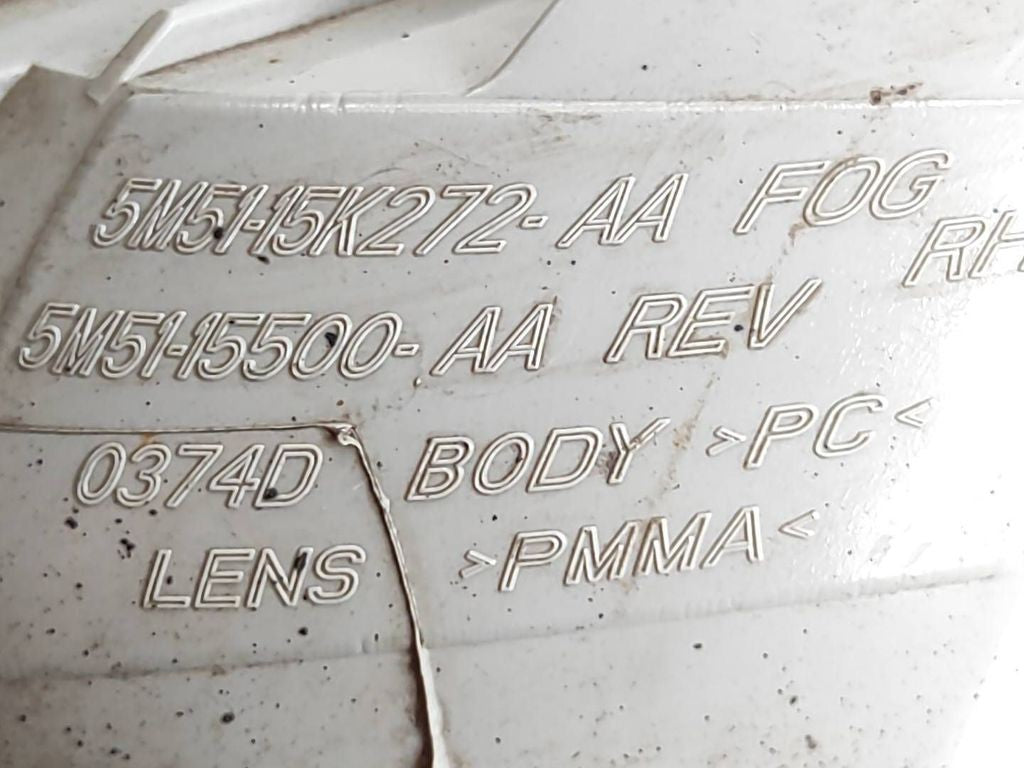 5M51-15K272-AA FOG
RH
5M51-15500-AA REV
0374D BODY >PC<
LENS >PMMA<